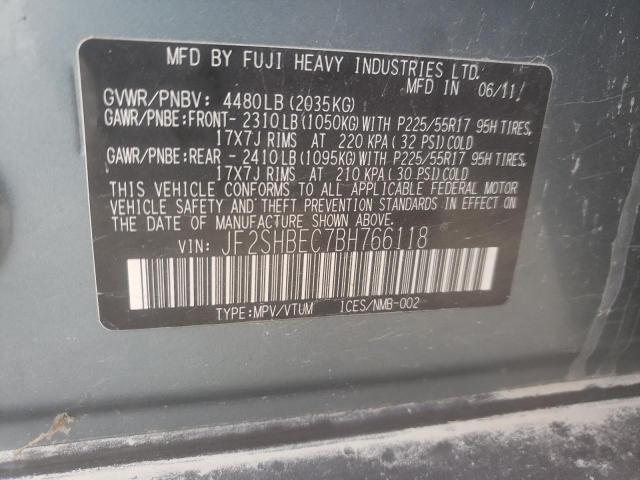 MFD BY FUJI HEAVY INDUSTRIES LTD.
MFD IN 06/11
GVWR/PNBV: 4480LB(2035KG)
GAWR/PNBE:FRONT- 2310LB(1050KG)WITH P225/55R17 95H TIRES,
17X7J RIMS AT 220 KPA( 32 PSI)COLD
GAWR/PNBE:REAR - 2410LB(1095KG)WITH P225/55R17 95H TIRES,
17X7J RIMS AT 210 KPA( 30 PSI)COLD
THIS VEHICLE CONFORMS TO ALL APPLICABLE FEDERAL MOTOR
VEHICLE SAFETY AND THEFT PREVENTION STANDARDS IN EFFECT ON
THE DATE OF MANUFACTURE SHOWN ABOVE.
VIN: JF2SHBEC7BH766118
TYPE:MPV/VTUM ICES/NMB-002